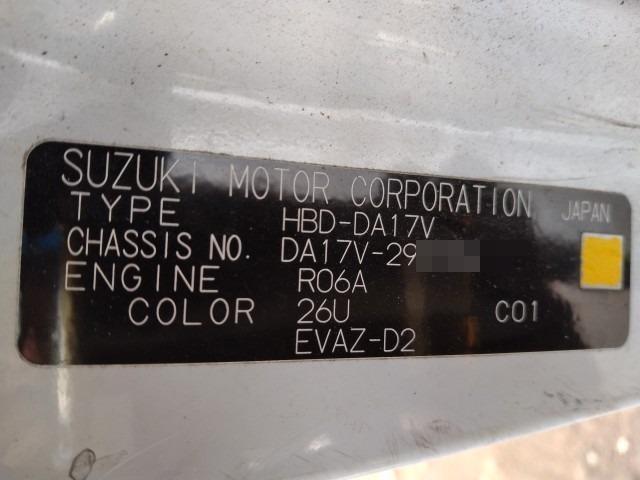 SUZUKI MOTOR CORPORATION JAPAN
TYPE HBD-DA17V
CHASSIS NO. DA17V-29
ENGINE R06A
COLOR 26U C01
EVAZ-D2